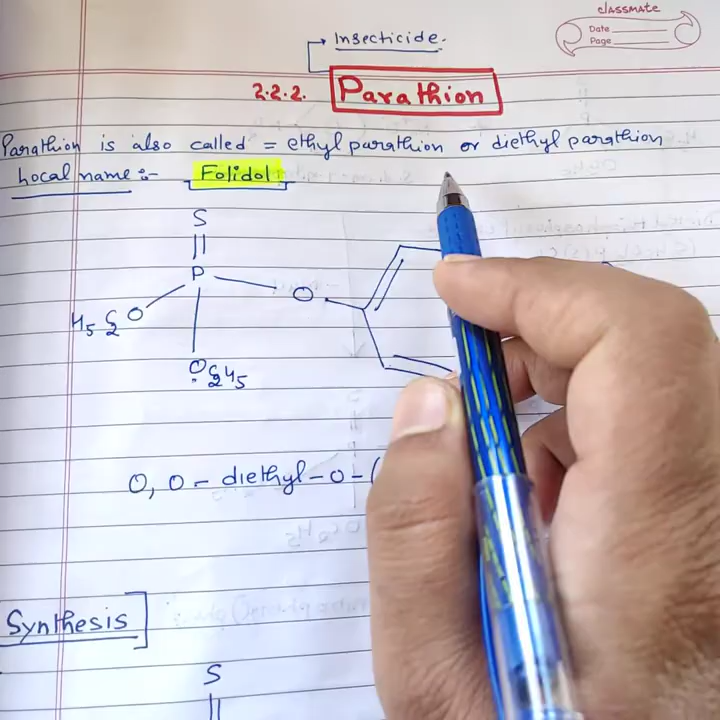 classmate
Date
Page
Insecticide.
2.2.2. Parathion
Parathion is also called = ethyl parathion or diethyl parathion
Local name :- Folidol
S
P
O
H5C2O
OC2H5
O, O - diethyl - O - (
Synthesis
S